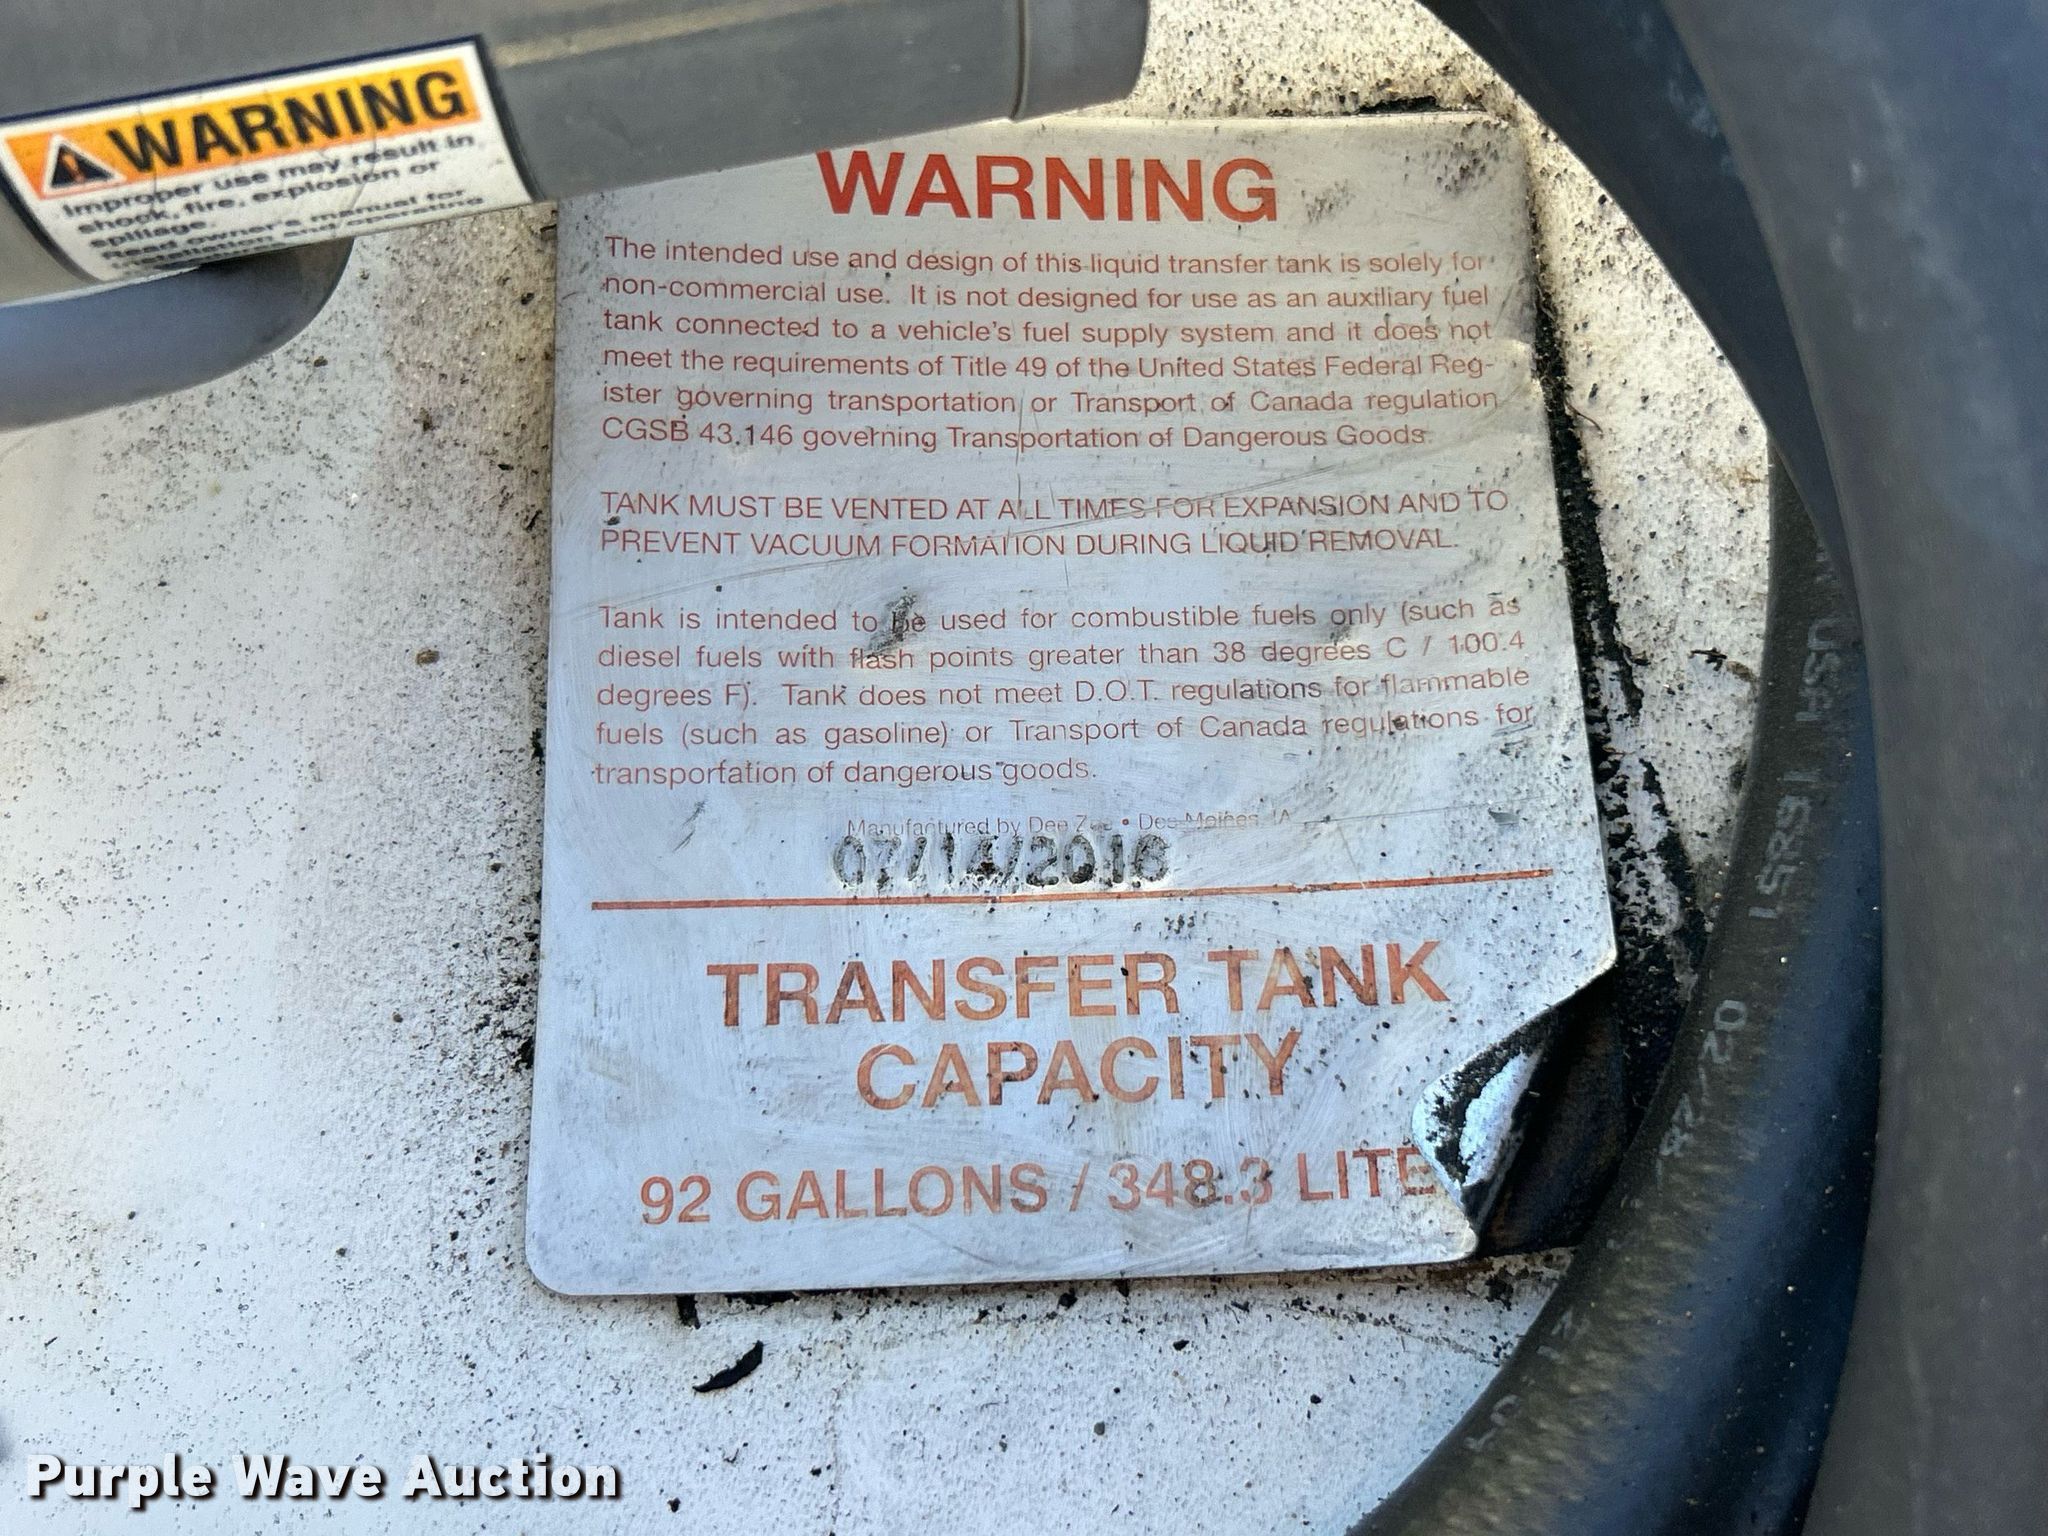 WARNING
Improper use may result in
shock, fire, explosion or
spillage.
Read owner's manual for
WARNING
The intended use and design of this liquid transfer tank is solely for
non-commercial use. It is not designed for use as an auxiliary fuel
tank connected to a vehicle's fuel supply system and it does not
meet the requirements of Title 49 of the United States Federal Reg-
ister governing transportation or Transport of Canada regulation
CGSB 43.146 governing Transportation of Dangerous Goods.
TANK MUST BE VENTED AT ALL TIMES FOR EXPANSION AND TO
PREVENT VACUUM FORMATION DURING LIQUID REMOVAL.
Tank is intended to be used for combustible fuels only (such as
diesel fuels with flash points greater than 38 degrees C / 100.4
degrees F). Tank does not meet D.O.T. regulations for flammable
fuels (such as gasoline) or Transport of Canada regulations for
transportation of dangerous goods.
Manufactured by Dee Zee • Des Moines, IA
07/14/2016
TRANSFER TANK
CAPACITY
92 GALLONS / 348.3 LITE
USA
02-20
Purple Wave Auction